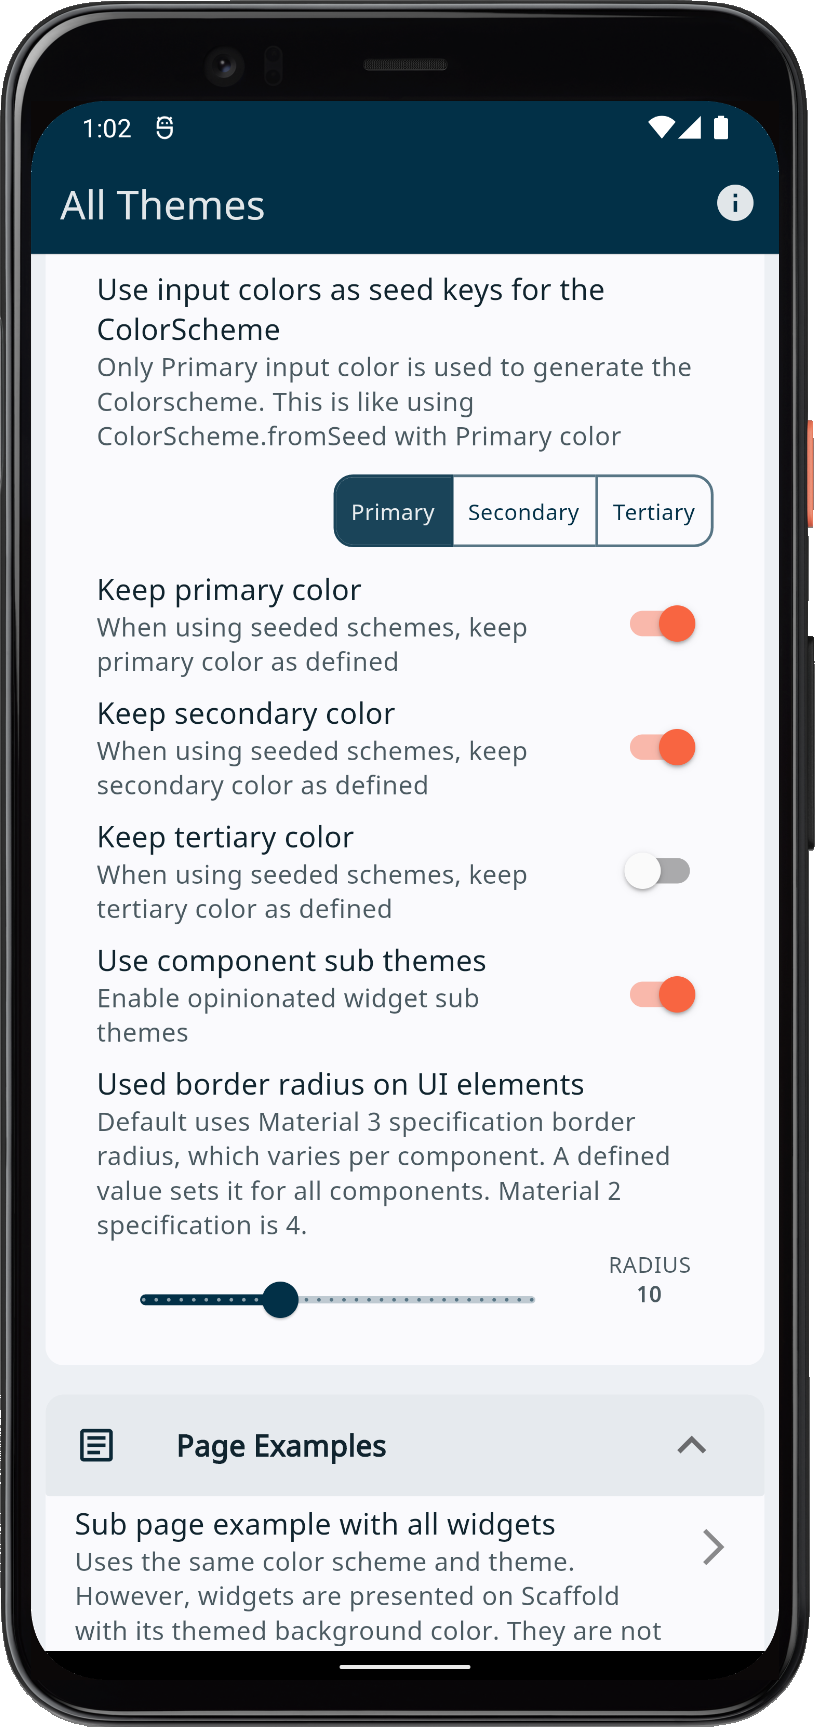 1:02
All Themes
Use input colors as seed keys for the
ColorScheme
Only Primary input color is used to generate the
Colorscheme. This is like using
ColorScheme.fromSeed with Primary color
Primary Secondary Tertiary
Keep primary color
When using seeded schemes, keep
primary color as defined
Keep secondary color
When using seeded schemes, keep
secondary color as defined
Keep tertiary color
When using seeded schemes, keep
tertiary color as defined
Use component sub themes
Enable opinionated widget sub
themes
Used border radius on UI elements
Default uses Material 3 specification border
radius, which varies per component. A defined
value sets it for all components. Material 2
specification is 4.
RADIUS
10
Page Examples
Sub page example with all widgets
Uses the same color scheme and theme.
However, widgets are presented on Scaffold
with its themed background color. They are not